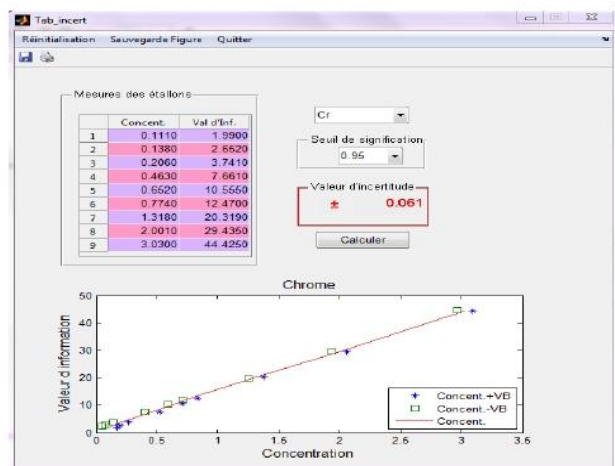 Tab_incert
Réinitialisation Sauvegarde Figure Quitter
Mesures des étallons
Concent. Val d'Inf.
1 0.1110 1.9900
2 0.1380 2.6520
3 0.2060 3.7410
4 0.4630 7.6610
5 0.6520 10.5550
6 0.7740 12.4700
7 1.3180 20.3190
8 2.0010 29.4350
9 3.0300 44.4250
Cr
Seuil de signification
0.95
Valeur d'incertitude
± 0.061
Calculer
Chrome
Valeur d'information
50
40
30
20
10
0
0 0.5 1 1.5 2 2.5 3 3.5
Concentration
Concent.+VB
Concent.-VB
Concent.